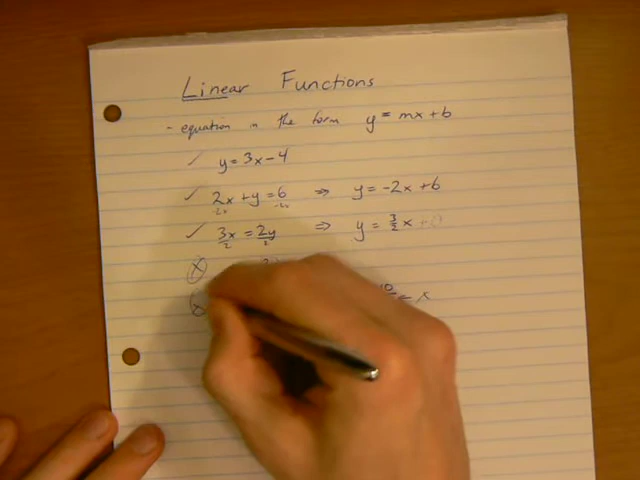 Linear Functions
- equation in the form y = mx + b
✓ y = 3x - 4
✓ 2x + y = 6 ⇒ y = -2x + 6
-2x -2x
✓ 3x/2 = 2y/2 ⇒ y = 3/2 x + 0
x
x = x